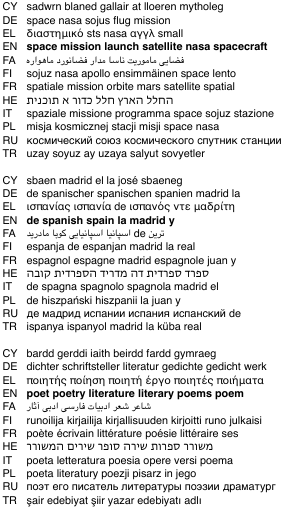 CY sadwrn blaned gallair at lloeren mytholeg
DE space nasa sojus flug mission
EL διαστημικό sts nasa αγγλ small
EN space mission launch satellite nasa spacecraft
FA فضایی ماموریت ناسا مدار فضانورد ماهواره
FI sojuz nasa apollo ensimmäinen space lento
FR spatiale mission orbite mars satellite spatial
HE החלל הארץ חלל כדור א תוכנית
IT spaziale missione programma space sojuz stazione
PL misja kosmicznej stacji misji space nasa
RU космический союз космического спутник станции
TR uzay soyuz ay uzaya salyut sovyetler

CY sbaen madrid el la josé sbaeneg
DE de spanischer spanischen spanien madrid la
EL ισπανίας ισπανία de ισπανός ντε μαδρίτη
EN de spanish spain la madrid y
FA ترین de اسپانیا اسپانیایی کوبا مادرید
FI espanja de espanjan madrid la real
FR espagnol espagne madrid espagnole juan y
HE ספרד ספרדית דה מדריד הספרדית קובה
IT de spagna spagnolo spagnola madrid el
PL de hiszpański hiszpanii la juan y
RU де мадрид испании испания испанский de
TR ispanya ispanyol madrid la küba real

CY bardd gerddi iaith beirdd fardd gymraeg
DE dichter schriftsteller literatur gedichte gedicht werk
EL ποιητής ποίηση ποιητή έργο ποιητές ποιήματα
EN poet poetry literature literary poems poem
FA شاعر شعر ادبیات فارسی ادبی آثار
FI runoilija kirjailija kirjallisuuden kirjoitti runo julkaisi
FR poète écrivain littérature poésie littéraire ses
HE משורר ספרות שירה סופר שירים המשורר
IT poeta letteratura poesia opere versi poema
PL poeta literatury poezji pisarz in jego
RU поэт его писатель литературы поэзии драматург
TR şair edebiyat şiir yazar edebiyatı adlı